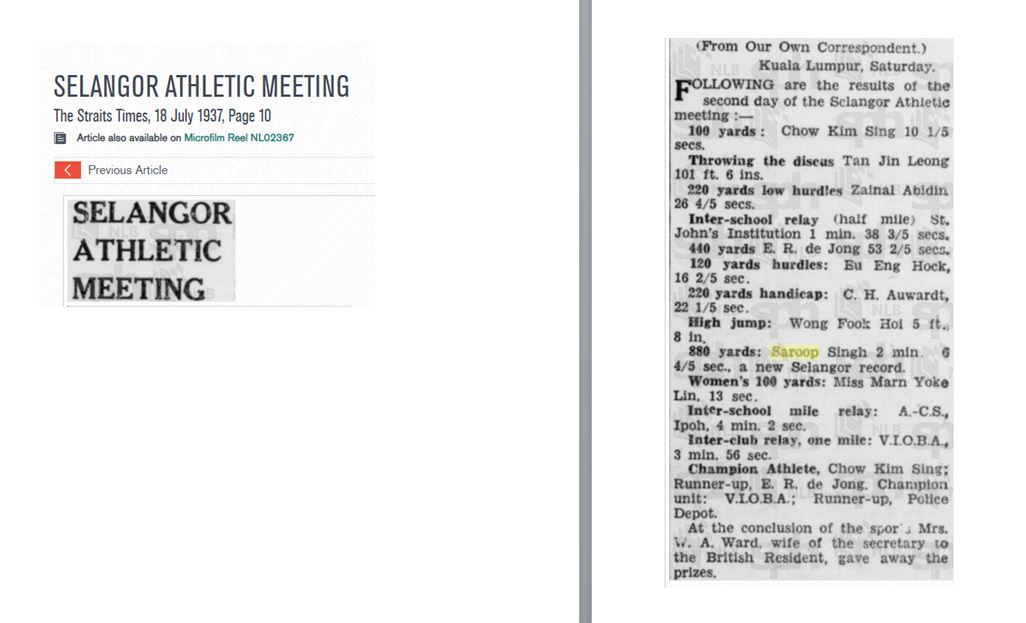 SELANGOR ATHLETIC MEETING
The Straits Times, 18 July 1937, Page 10
Article also available on Microfilm Reel NL02367
Previous Article
SELANGOR
ATHLETIC
MEETING
(From Our Own Correspondent.)
Kuala Lumpur, Saturday.
FOLLOWING are the results of the
second day of the Selangor Athletic
meeting :—
100 yards : Chow Kim Sing 10 1/5
secs.
Throwing the discus Tan Jin Leong
101 ft. 6 ins.
220 yards low hurdles Zainal Abidin
26 4/5 secs.
Inter-school relay (half mile) St.
John's Institution 1 min. 38 3/5 secs.
440 yards E. R. de Jong 53 2/5 secs.
120 yards hurdles: Eu Eng Hock,
16 2/5 sec.
220 yards handicap: C. H. Auwardt,
22 1/5 sec.
High jump: Wong Fook Hoi 5 ft.,
8 in.
880 yards: Saroop Singh 2 min. 6
4/5 sec., a new Selangor record.
Women's 100 yards: Miss Marn Yoke
Lin, 13 sec.
Inter-school mile relay: A.-C.S.,
Ipoh, 4 min. 2 sec.
Inter-club relay, one mile: V.I.O.B.A.,
3 min. 56 sec.
Champion Athlete, Chow Kim Sing;
Runner-up, E. R. de Jong. Champion
unit: V.I.O.B.A.; Runner-up, Police
Depot.
At the conclusion of the Mrs.
W. A. Ward, wife of the secretary to
the British Resident, gave away the
prizes.